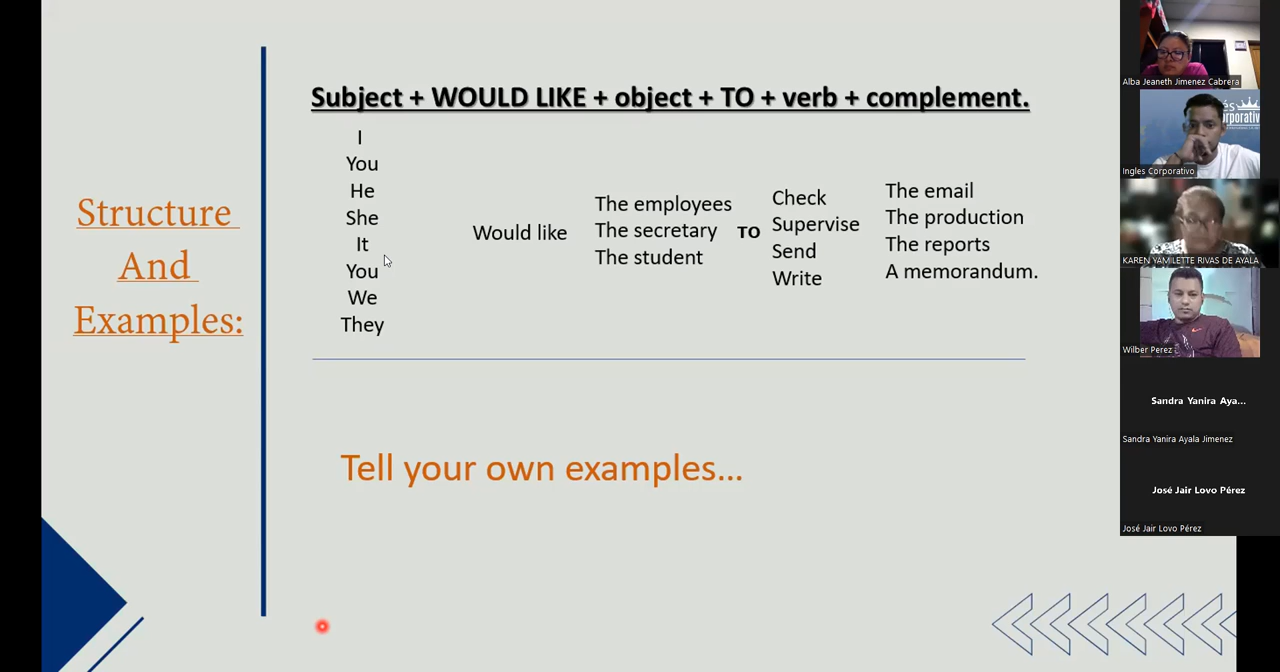 Structure
And
Examples:
Subject + WOULD LIKE + object + TO + verb + complement.
I
You
He
She
It
You
We
They
Would like
The employees
The secretary
The student
TO
Check
Supervise
Send
Write
The email
The production
The reports
A memorandum.
Tell your own examples...
Alba Jeaneth Jimenez Cabrera
Ingles Corporativo
KAREN YAMILETTE RIVAS DE AYALA
Wilber Perez
Sandra Yanira Aya...
Sandra Yanira Ayala Jimenez
José Jair Lovo Pérez
José Jair Lovo Pérez